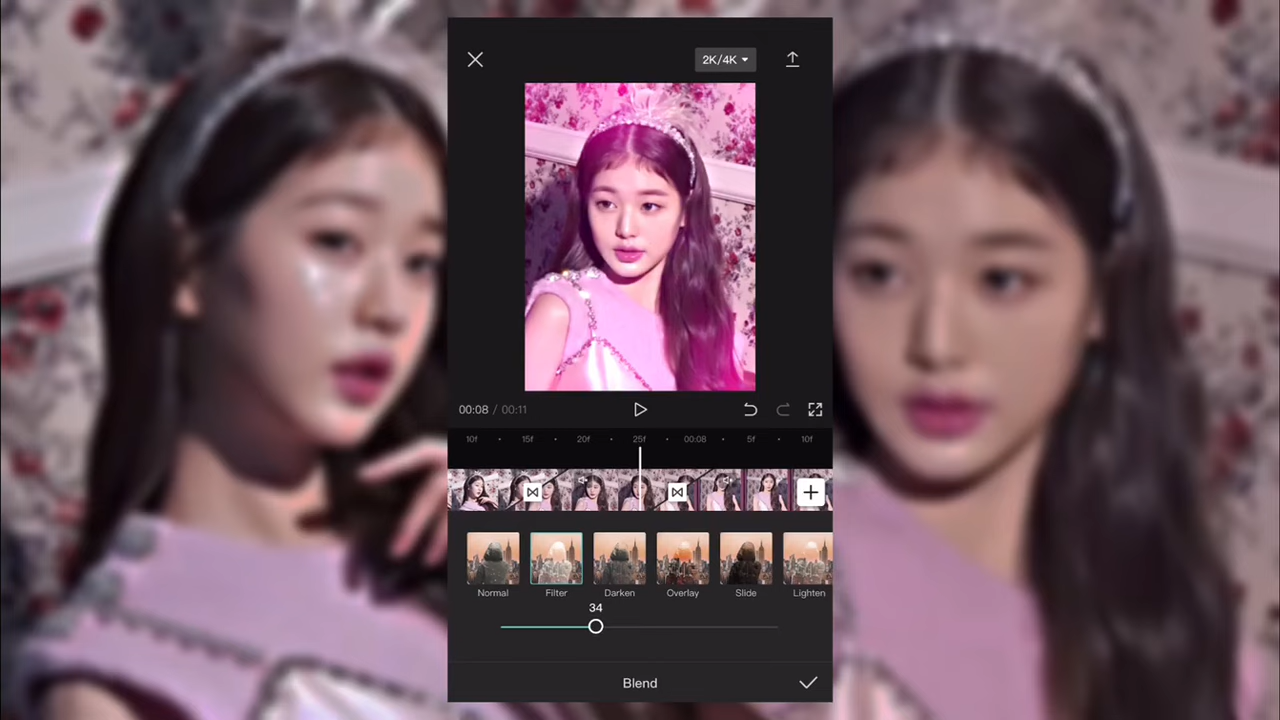 2K/4K
00:08 / 00:11
10f 15f 20f 25f 00:08 5f 10f
Normal Filter Darken Overlay Slide Lighten
34
Blend